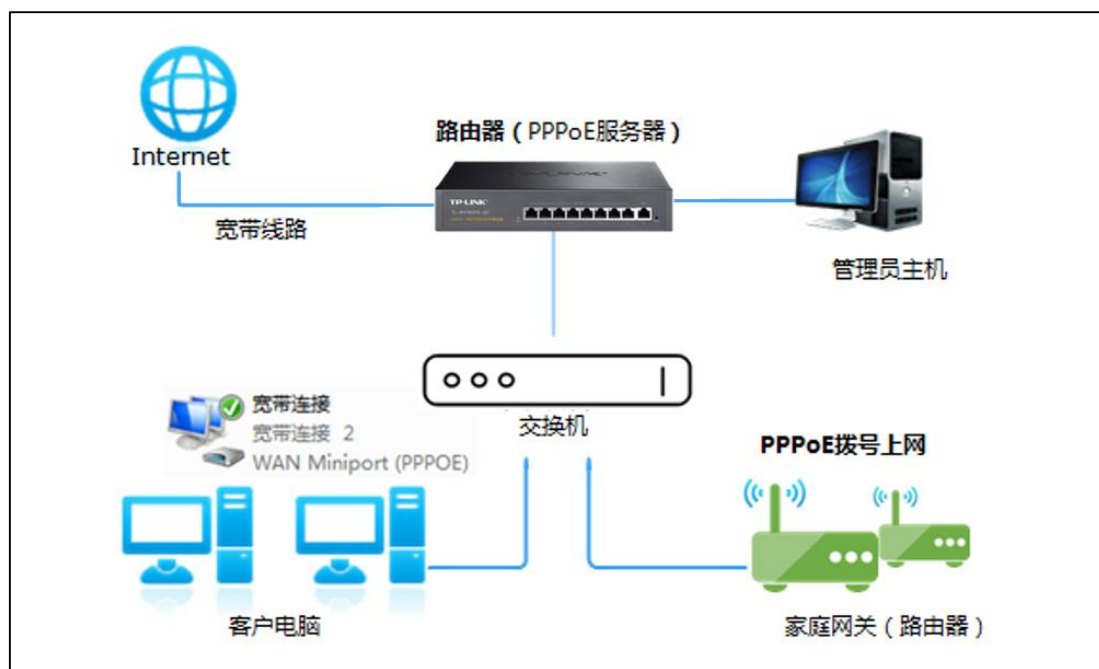 Internet
路由器（PPPoE服务器）
TP-LINK
宽带线路
管理员主机
宽带连接
宽带连接 2
WAN Miniport (PPPOE)
交换机
PPPoE拨号上网
客户电脑
家庭网关（路由器）